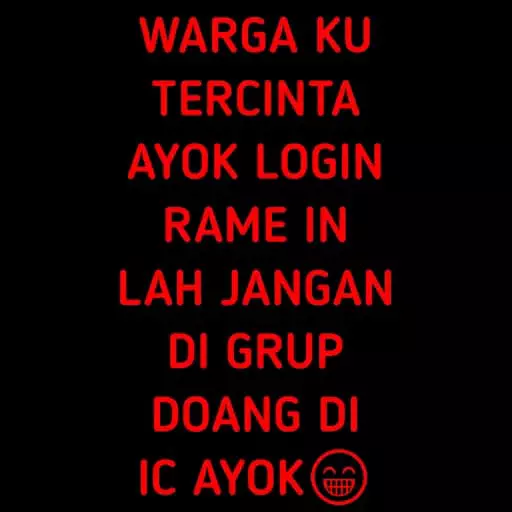 WARGA KU
TERCINTA
AYOK LOGIN
RAME IN
LAH JANGAN
DI GRUP
DOANG DI
IC AYOK😁